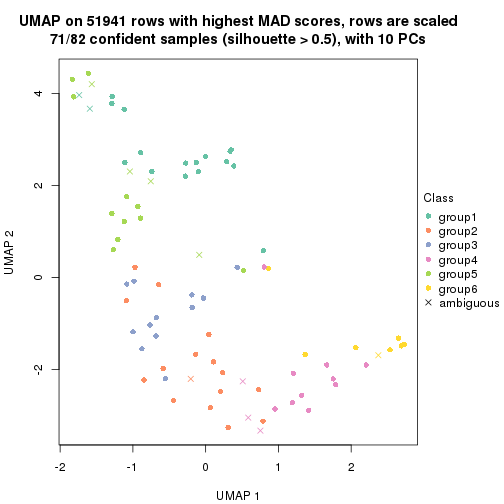 UMAP on 51941 rows with highest MAD scores, rows are scaled
71/82 confident samples (silhouette > 0.5), with 10 PCs
4
2
0
-2
UMAP 2
-2
-1
0
1
2
UMAP 1
Class
group1
group2
group3
group4
group5
group6
ambiguous